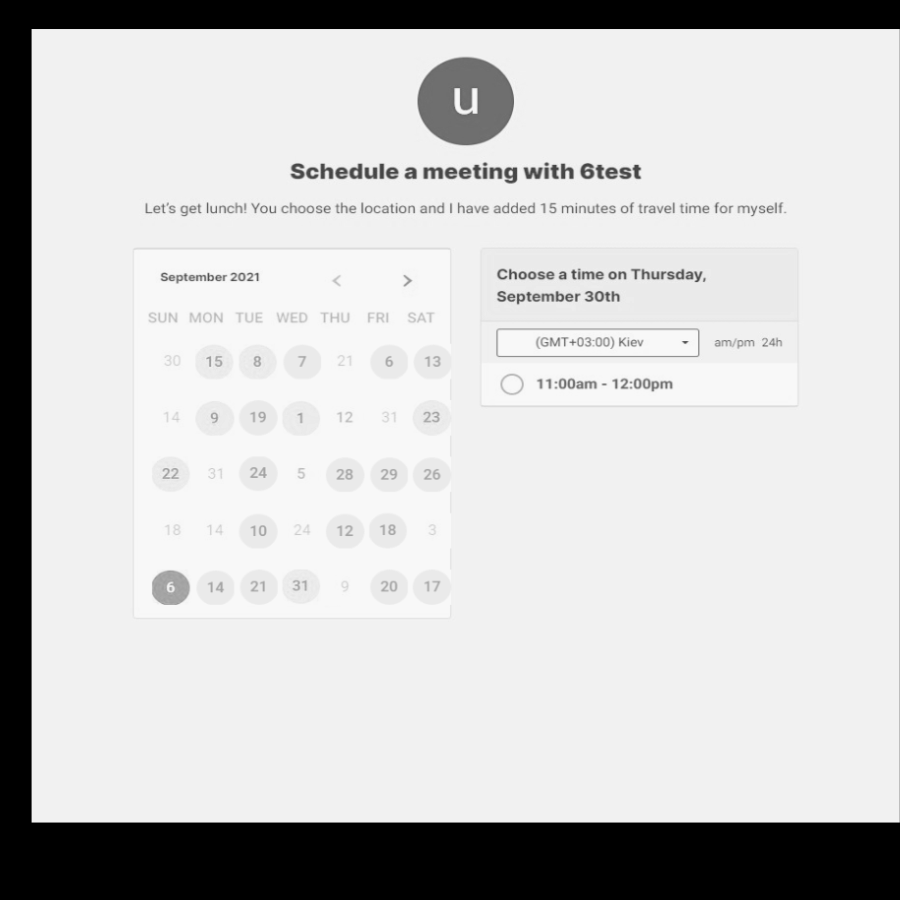 u
Schedule a meeting with 6test
Let's get lunch! You choose the location and I have added 15 minutes of travel time for myself.
September 2021 < >
SUN MON TUE WED THU FRI SAT
30 15 8 7 21 6 13
14 9 19 1 12 31 23
22 31 24 5 28 29 26
18 14 10 24 12 18 3
6 14 21 31 9 20 17
Choose a time on Thursday,
September 30th
(GMT+03:00) Kiev am/pm 24h
11:00am - 12:00pm